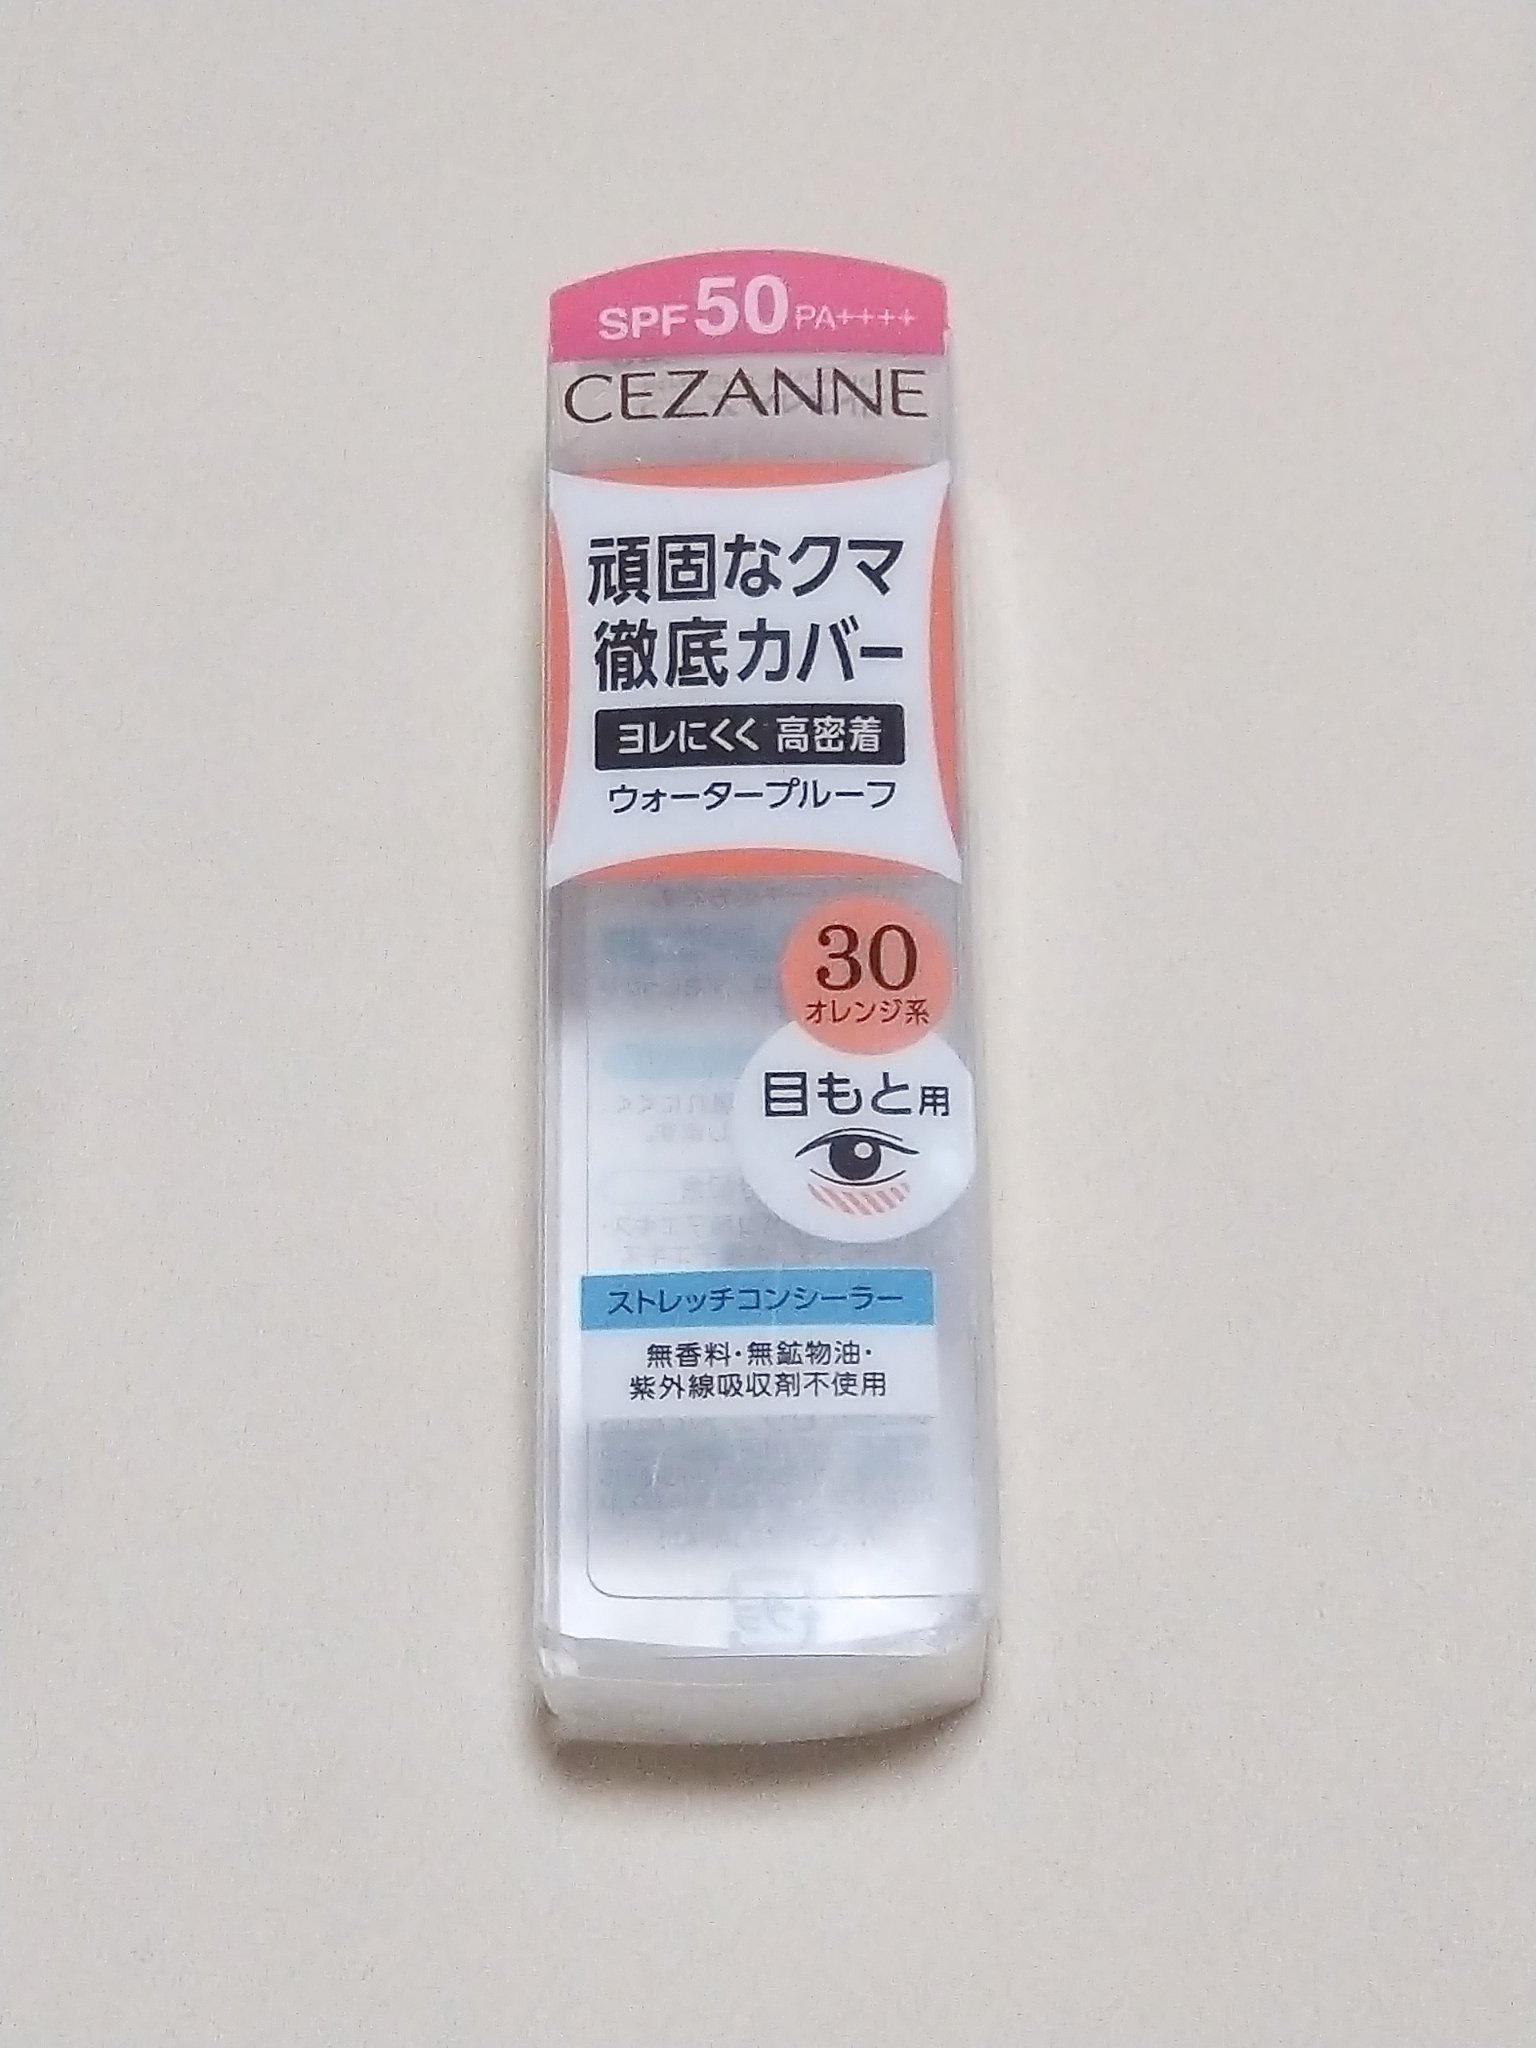 SPF50PA++++
CEZANNE
頑固なクマ
徹底カバー
ヨレにくく 高密着
ウォータープルーフ
30
オレンジ系
目もと用
ストレッチコンシーラー
無香料・無鉱物油・
紫外線吸収剤不使用
プラ